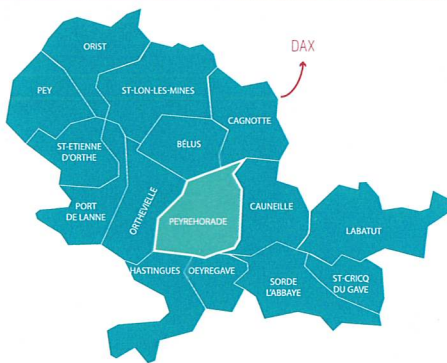 DAX
ORIST
PEY
ST-LON-LES-MINES
CAGNOTTE
ST-ETIENNE
D'ORTHE
BÉLUS
PORT
DE LANNE
ORTHEVIELLE
PEYREHORADE
CAUNEILLE
LABATUT
HASTINGUES
OEYREGAVE
SORDE
L'ABBAYE
ST-CRICQ
DU GAVE